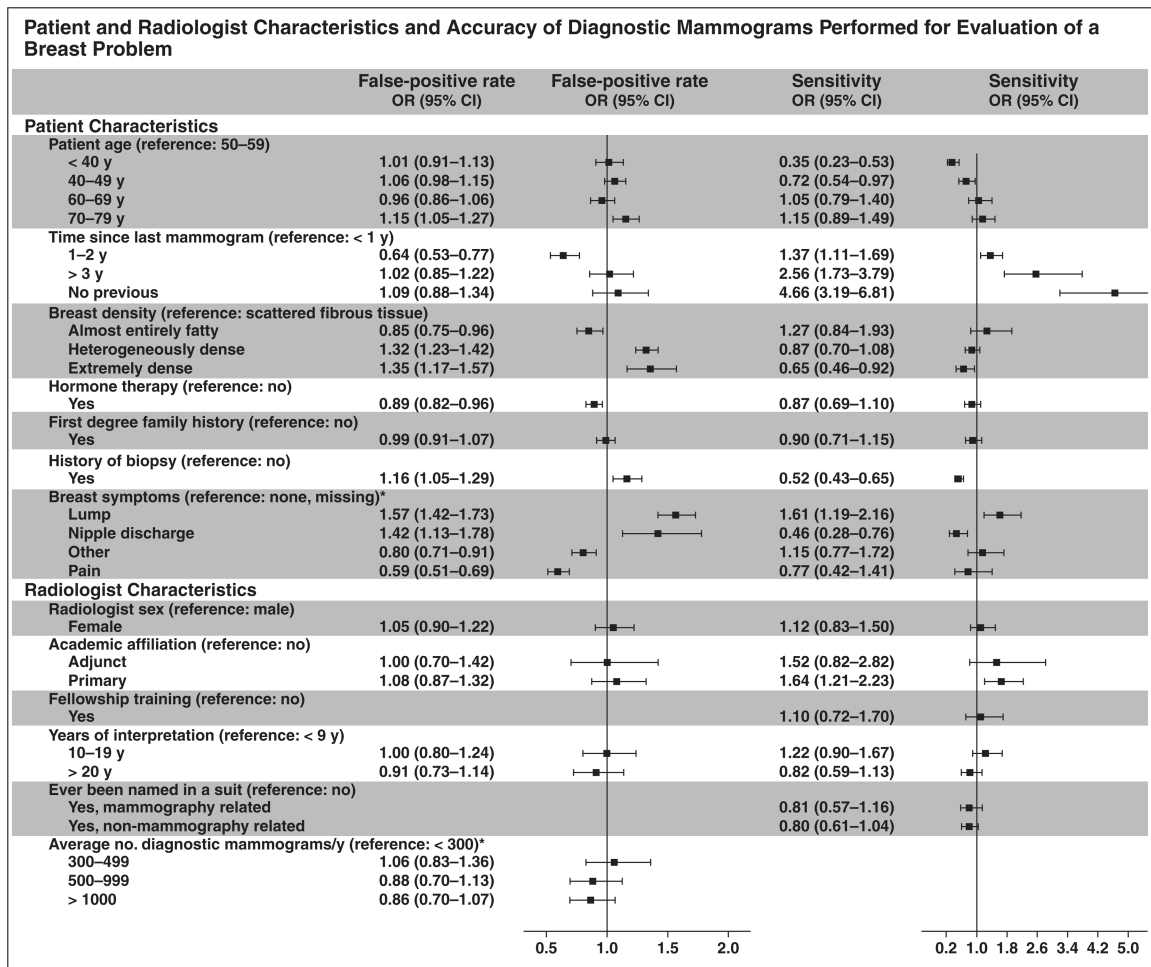 Patient and Radiologist Characteristics and Accuracy of Diagnostic Mammograms Performed for Evaluation of a
Breast Problem
False-positive rate False-positive rate Sensitivity Sensitivity
OR (95% CI) OR (95% CI) OR (95% CI) OR (95% CI)
Patient Characteristics
Patient age (reference: 50–59)
< 40 y 1.01 (0.91–1.13) 0.35 (0.23–0.53)
40–49 y 1.06 (0.98–1.15) 0.72 (0.54–0.97)
60–69 y 0.96 (0.86–1.06) 1.05 (0.79–1.40)
70–79 y 1.15 (1.05–1.27) 1.15 (0.89–1.49)
Time since last mammogram (reference: < 1 y)
1–2 y 0.64 (0.53–0.77) 1.37 (1.11–1.69)
> 3 y 1.02 (0.85–1.22) 2.56 (1.73–3.79)
No previous 1.09 (0.88–1.34) 4.66 (3.19–6.81)
Breast density (reference: scattered fibrous tissue)
Almost entirely fatty 0.85 (0.75–0.96) 1.27 (0.84–1.93)
Heterogeneously dense 1.32 (1.23–1.42) 0.87 (0.70–1.08)
Extremely dense 1.35 (1.17–1.57) 0.65 (0.46–0.92)
Hormone therapy (reference: no)
Yes 0.89 (0.82–0.96) 0.87 (0.69–1.10)
First degree family history (reference: no)
Yes 0.99 (0.91–1.07) 0.90 (0.71–1.15)
History of biopsy (reference: no)
Yes 1.16 (1.05–1.29) 0.52 (0.43–0.65)
Breast symptoms (reference: none, missing)*
Lump 1.57 (1.42–1.73) 1.61 (1.19–2.16)
Nipple discharge 1.42 (1.13–1.78) 0.46 (0.28–0.76)
Other 0.80 (0.71–0.91) 1.15 (0.77–1.72)
Pain 0.59 (0.51–0.69) 0.77 (0.42–1.41)
Radiologist Characteristics
Radiologist sex (reference: male)
Female 1.05 (0.90–1.22) 1.12 (0.83–1.50)
Academic affiliation (reference: no)
Adjunct 1.00 (0.70–1.42) 1.52 (0.82–2.82)
Primary 1.08 (0.87–1.32) 1.64 (1.21–2.23)
Fellowship training (reference: no)
Yes 1.10 (0.72–1.70)
Years of interpretation (reference: < 9 y)
10–19 y 1.00 (0.80–1.24) 1.22 (0.90–1.67)
> 20 y 0.91 (0.73–1.14) 0.82 (0.59–1.13)
Ever been named in a suit (reference: no)
Yes, mammography related 0.81 (0.57–1.16)
Yes, non-mammography related 0.80 (0.61–1.04)
Average no. diagnostic mammograms/y (reference: < 300)*
300–499 1.06 (0.83–1.36)
500–999 0.88 (0.70–1.13)
> 1000 0.86 (0.70–1.07)
0.5 1.0 1.5 2.0 0.2 1.0 1.8 2.6 3.4 4.2 5.0